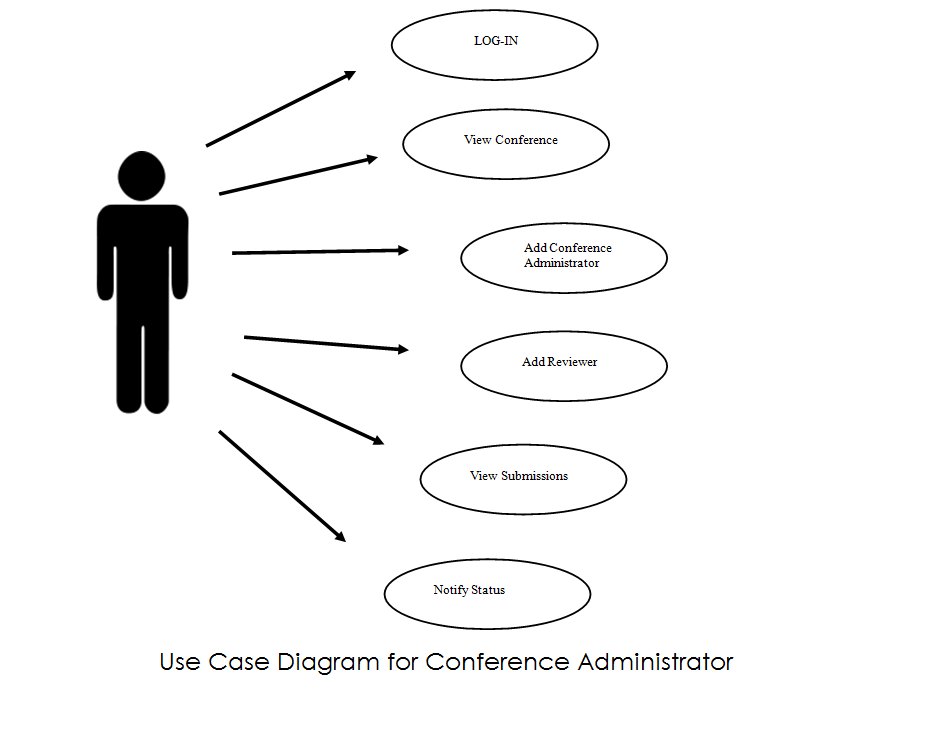 LOG-IN
View Conference
Add Conference
Administrator
Add Reviewer
View Submissions
Notify Status
Use Case Diagram for Conference Administrator